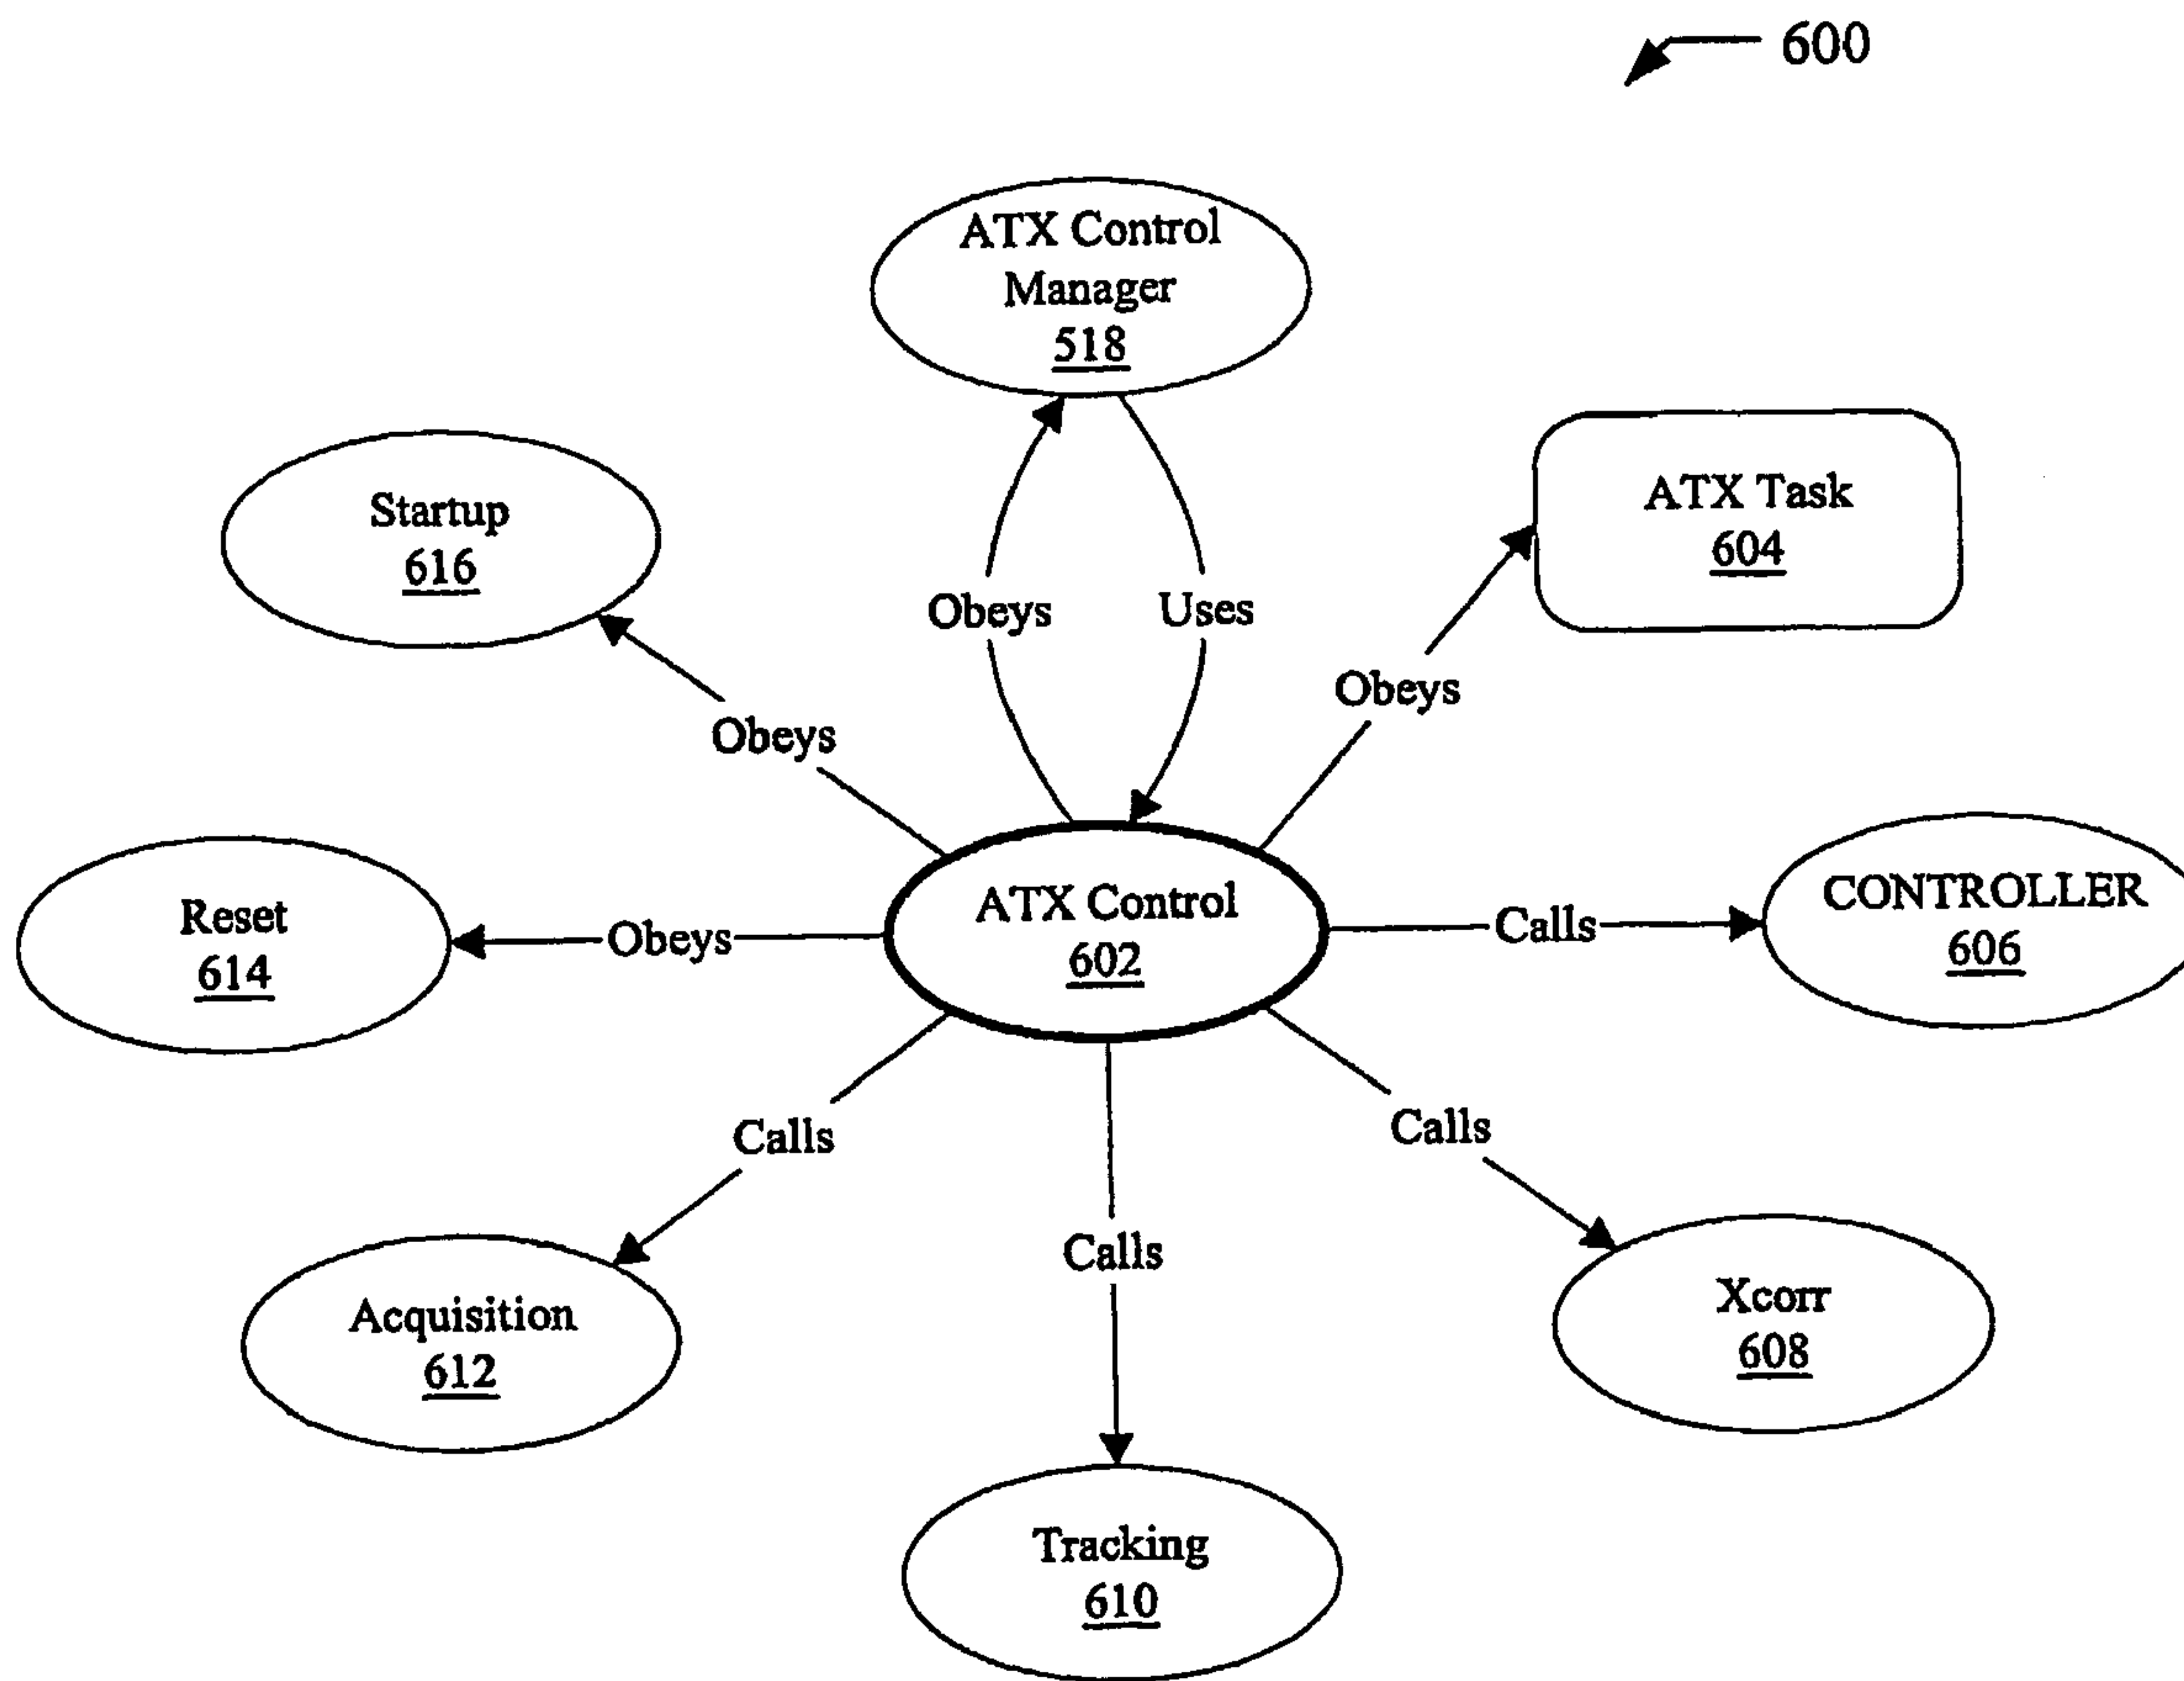 600
ATX Control
Manager
518
Startup
616
ATX Task
604
Obeys
Uses
Obeys
Obeys
Reset
614
Obeys
ATX Control
602
Calls
CONTROLLER
606
Calls
Calls
Acquisition
612
Calls
Xcorr
608
Tracking
610